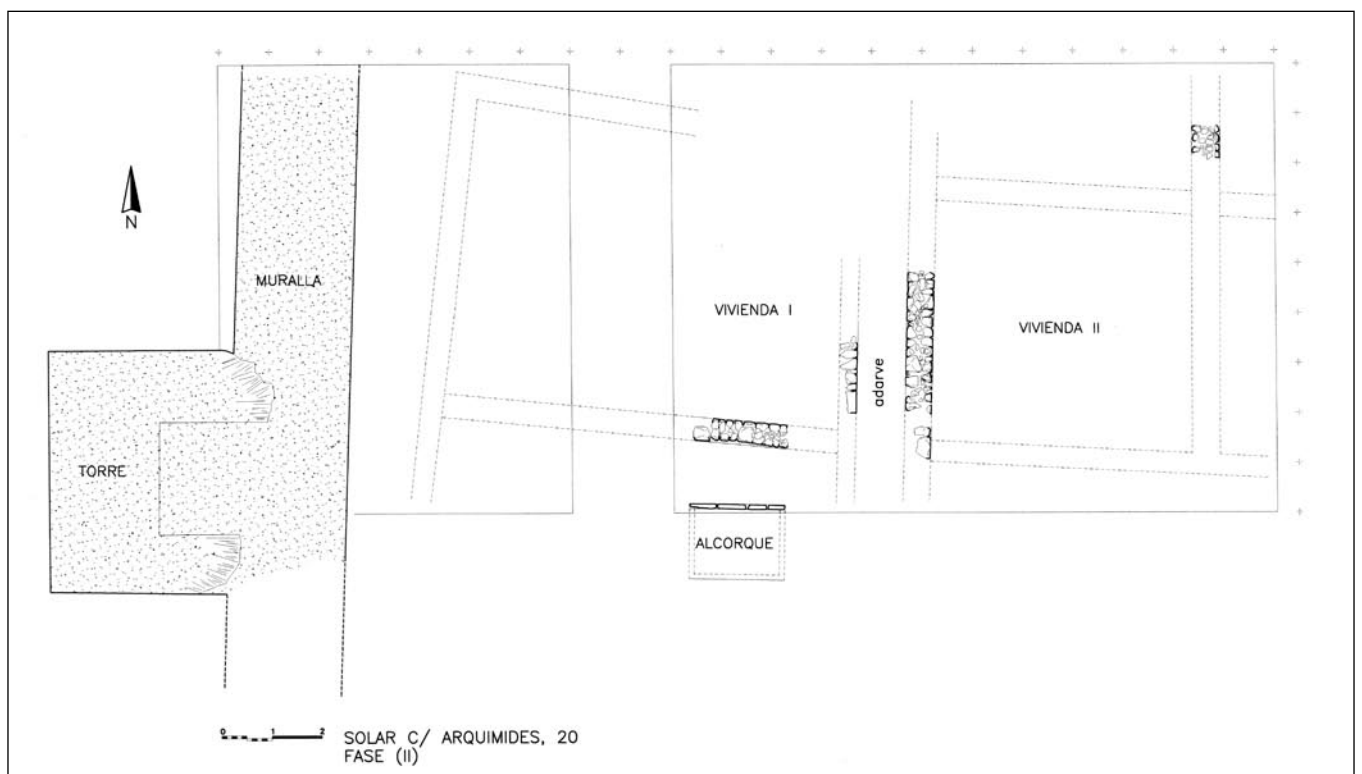 N
MURALLA
VIVIENDA I
VIVIENDA II
adarve
TORRE
ALCORQUE
0 1 2
SOLAR C/ ARQUIMIDES, 20
FASE (II)